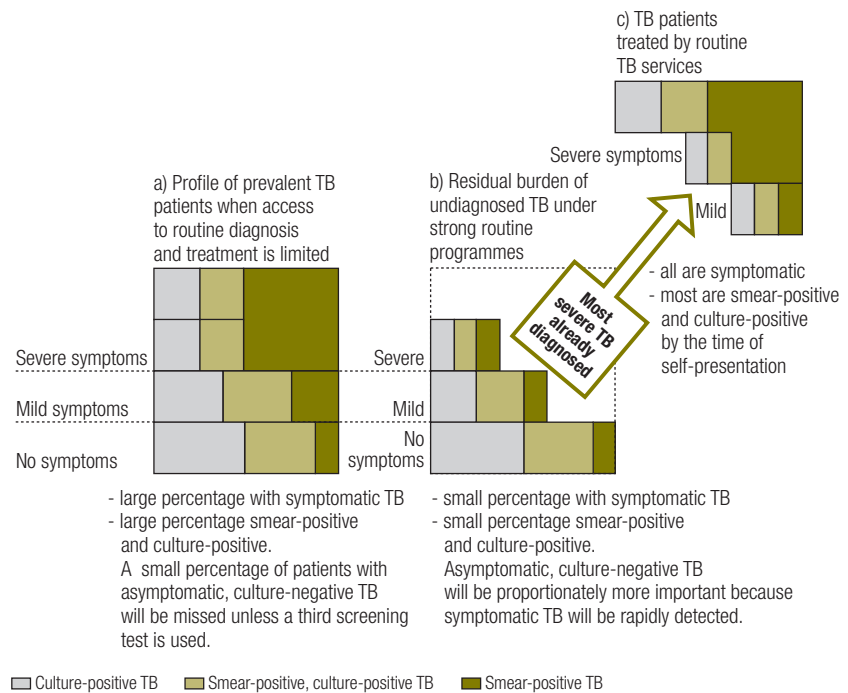 c) TB patients
treated by routine
TB services
Severe symptoms
Mild
- all are symptomatic
- most are smear-positive
and culture-positive
by the time of
self-presentation
a) Profile of prevalent TB
patients when access
to routine diagnosis
and treatment is limited
Severe symptoms
Mild symptoms
No symptoms
- large percentage with symptomatic TB
- large percentage smear-positive
and culture-positive.
A small percentage of patients with
asymptomatic, culture-negative TB
will be missed unless a third screening
test is used.
b) Residual burden of
undiagnosed TB under
strong routine
programmes
Most
severe TB
already
diagnosed
Severe
Mild
No
symptoms
- small percentage with symptomatic TB
- small percentage smear-positive
and culture-positive.
Asymptomatic, culture-negative TB
will be proportionately more important because
symptomatic TB will be rapidly detected.
Culture-positive TB
Smear-positive, culture-positive TB
Smear-positive TB